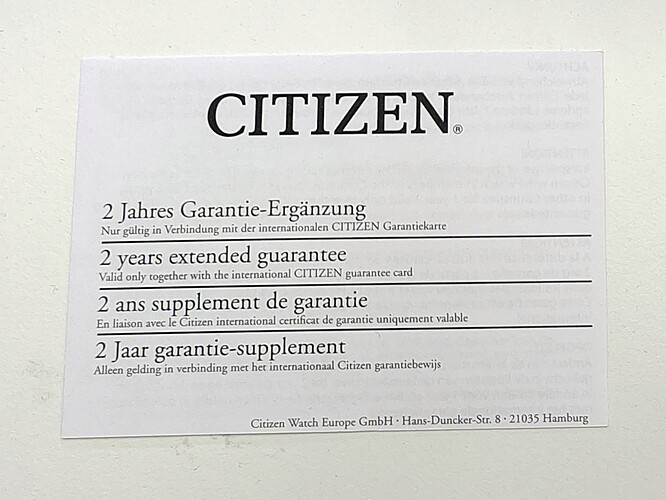 CITIZEN®
2 Jahres Garantie-Ergänzung
Nur gültig in Verbindung mit der internationalen CITIZEN Garantiekarte
2 years extended guarantee
Valid only together with the international CITIZEN guarantee card
2 ans supplement de garantie
En liaison avec le Citizen international certificat de garantie uniquement valable
2 Jaar garantie-supplement
Alleen gelding in verbinding met het internationaal Citizen garantiebewijs
Citizen Watch Europe GmbH · Hans-Duncker-Str. 8 · 21035 Hamburg